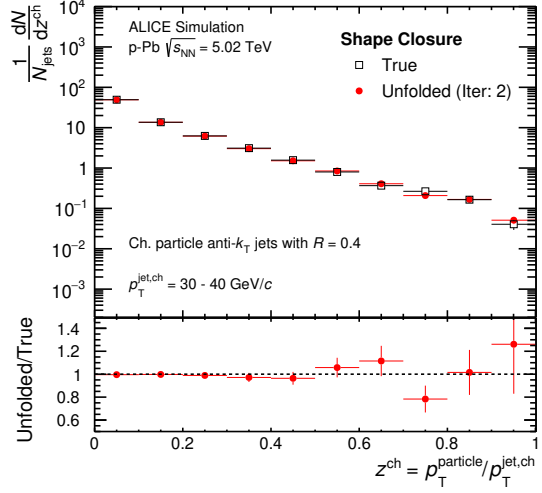 1/N_jets dN/dz^ch
10^4
10^3
10^2
10
1
10^−1
10^−2
10^−3
ALICE Simulation
p-Pb √s_NN = 5.02 TeV
Shape Closure
True
Unfolded (Iter: 2)
Ch. particle anti-k_T jets with R = 0.4
p_T^jet,ch = 30 - 40 GeV/c
Unfolded/True
1.4
1.2
1.0
0.8
0.6
0 0.2 0.4 0.6 0.8 1
z^ch = p_T^particle/p_T^jet,ch